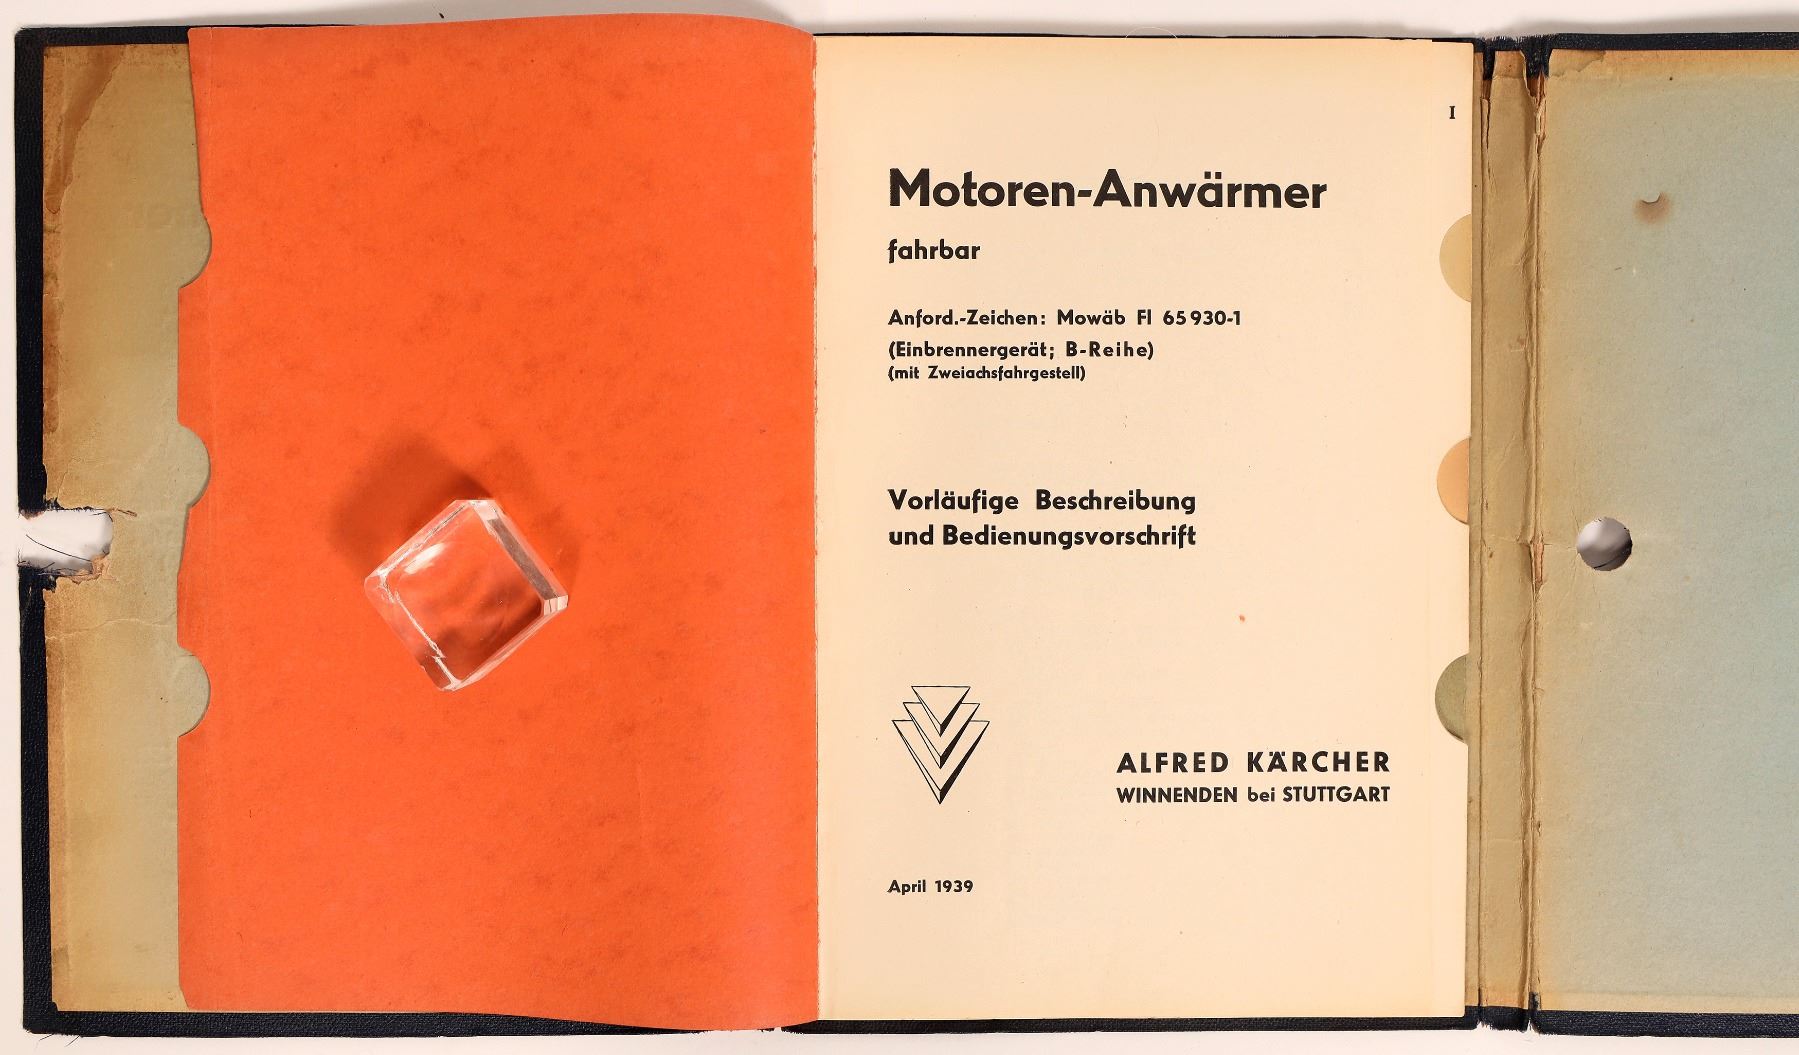 I
Motoren-Anwärmer
fahrbar
Anford.-Zeichen: Mowäb Fl 65930-1
(Einbrennergerät; B-Reihe)
(mit Zweiachsfahrgestell)
Vorläufige Beschreibung
und Bedienungsvorschrift
ALFRED KÄRCHER
WINNENDEN bei STUTTGART
April 1939